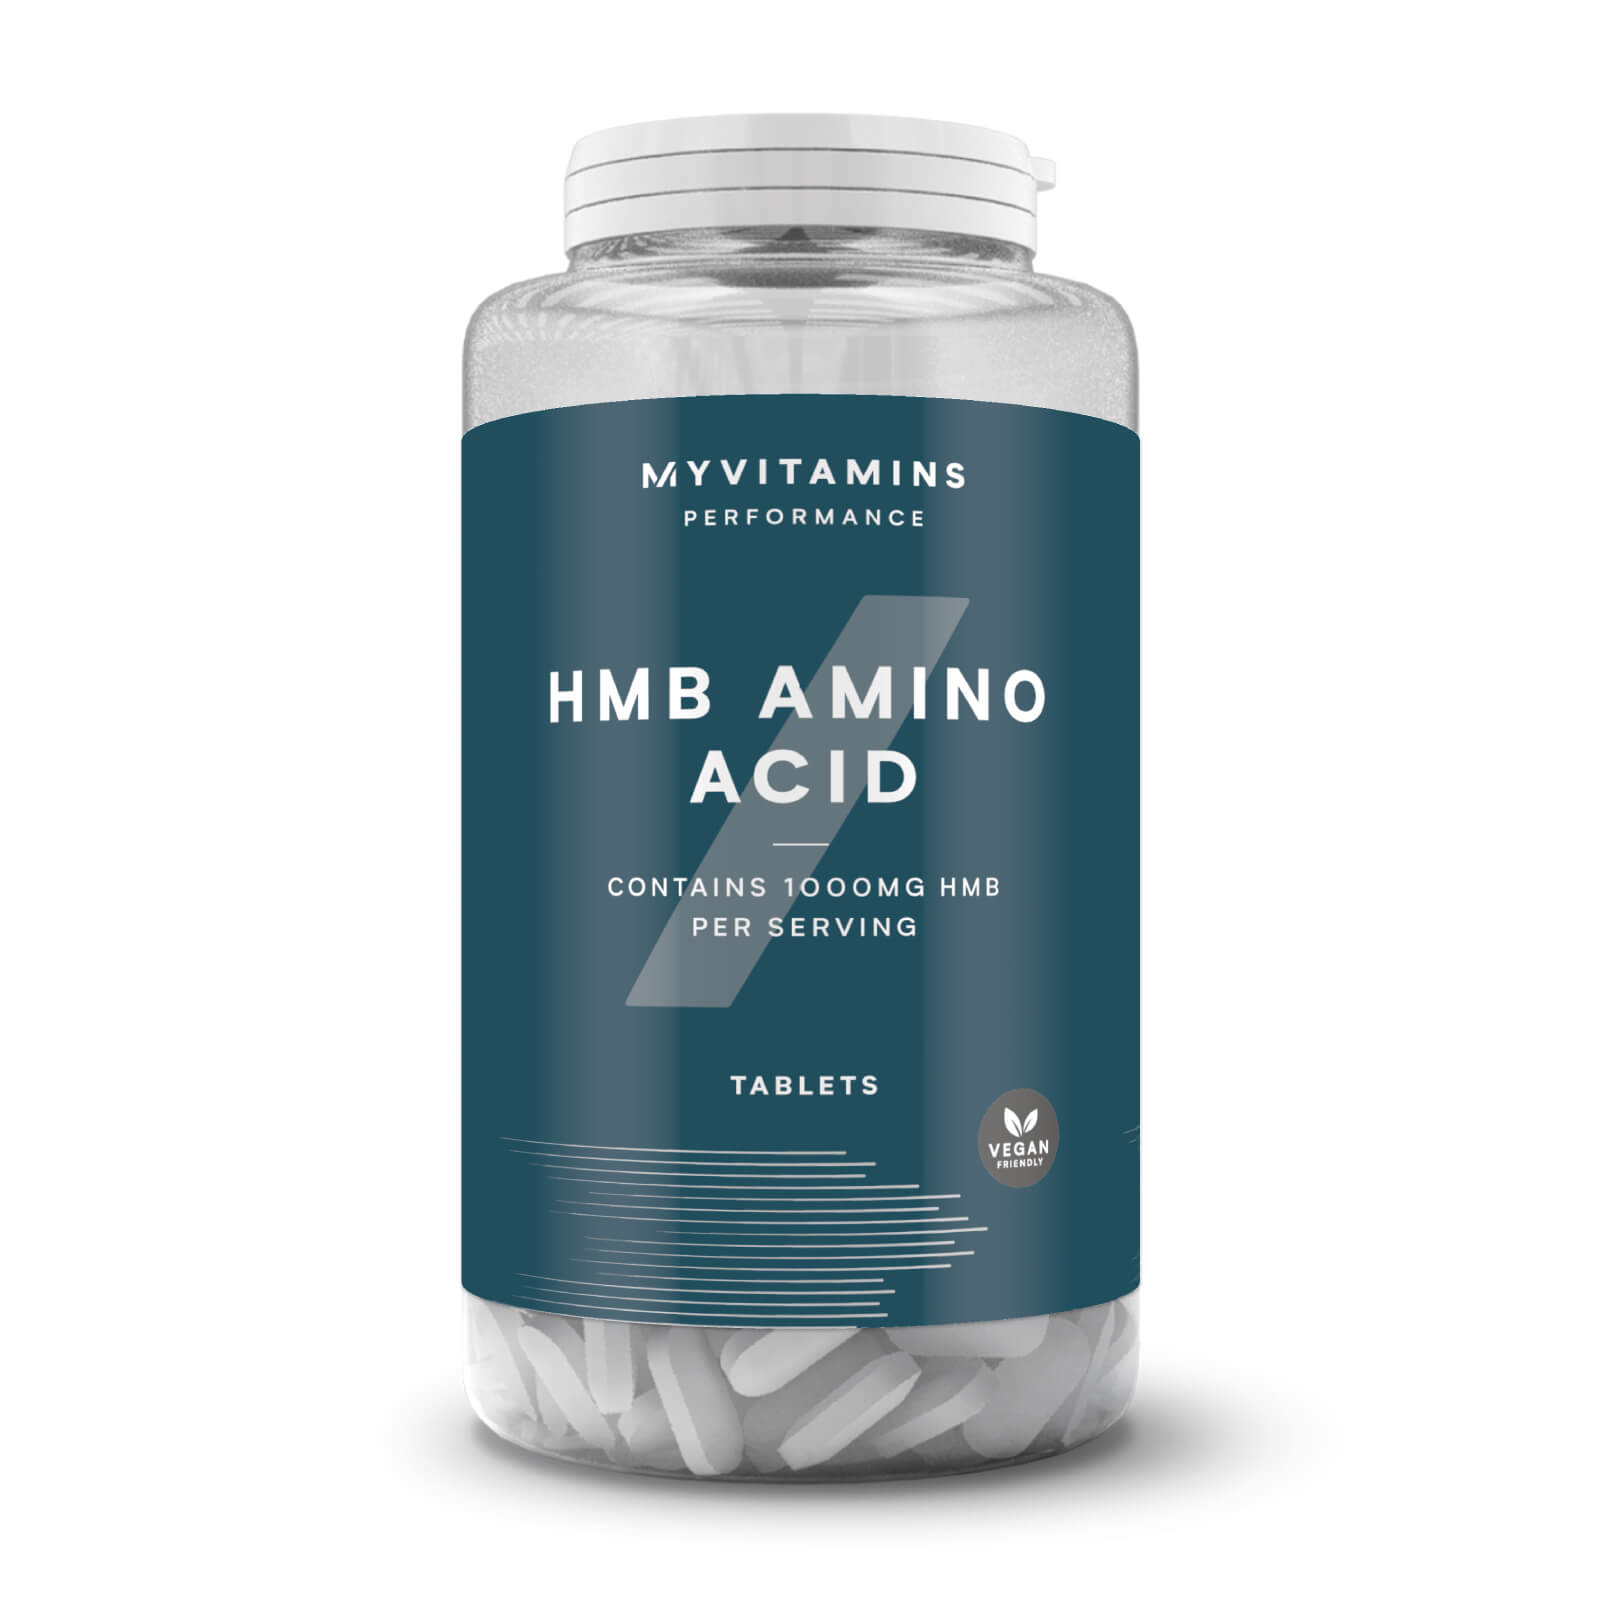 MYVITAMINS
PERFORMANCE
HMB AMINO
ACID
CONTAINS 1000MG HMB
PER SERVING
TABLETS
VEGAN
FRIENDLY